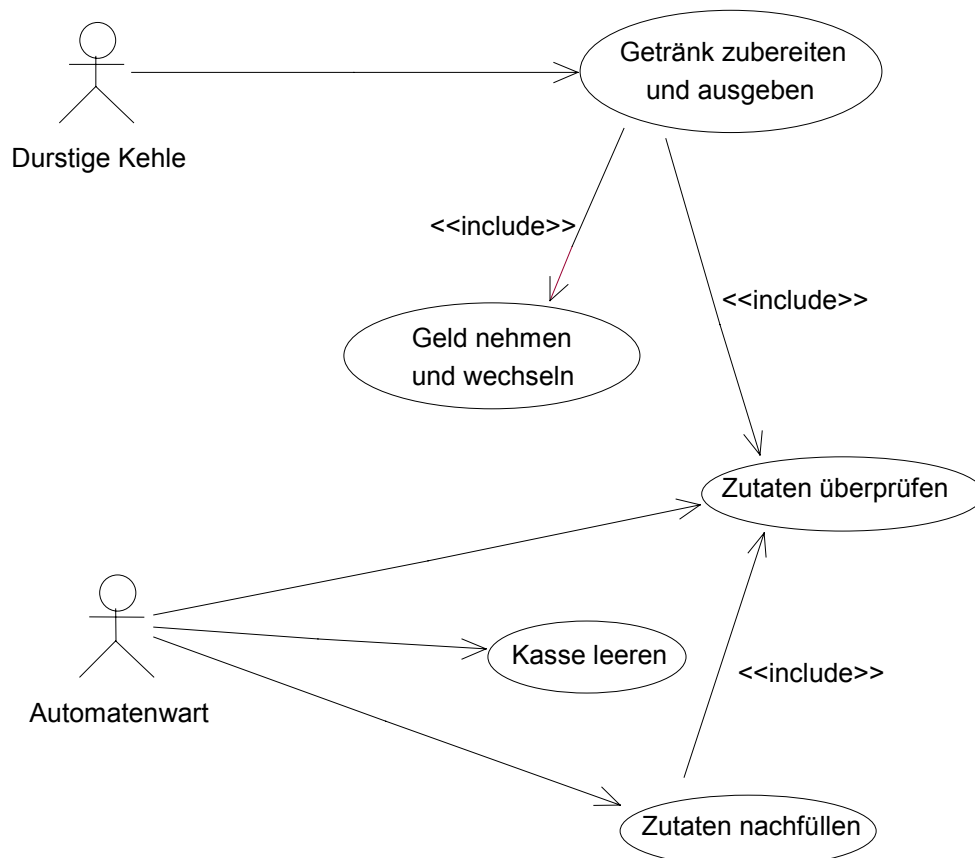 Getränk zubereiten
und ausgeben
Durstige Kehle
<<include>>
<<include>>
Geld nehmen
und wechseln
Zutaten überprüfen
Kasse leeren
<<include>>
Automatenwart
Zutaten nachfüllen